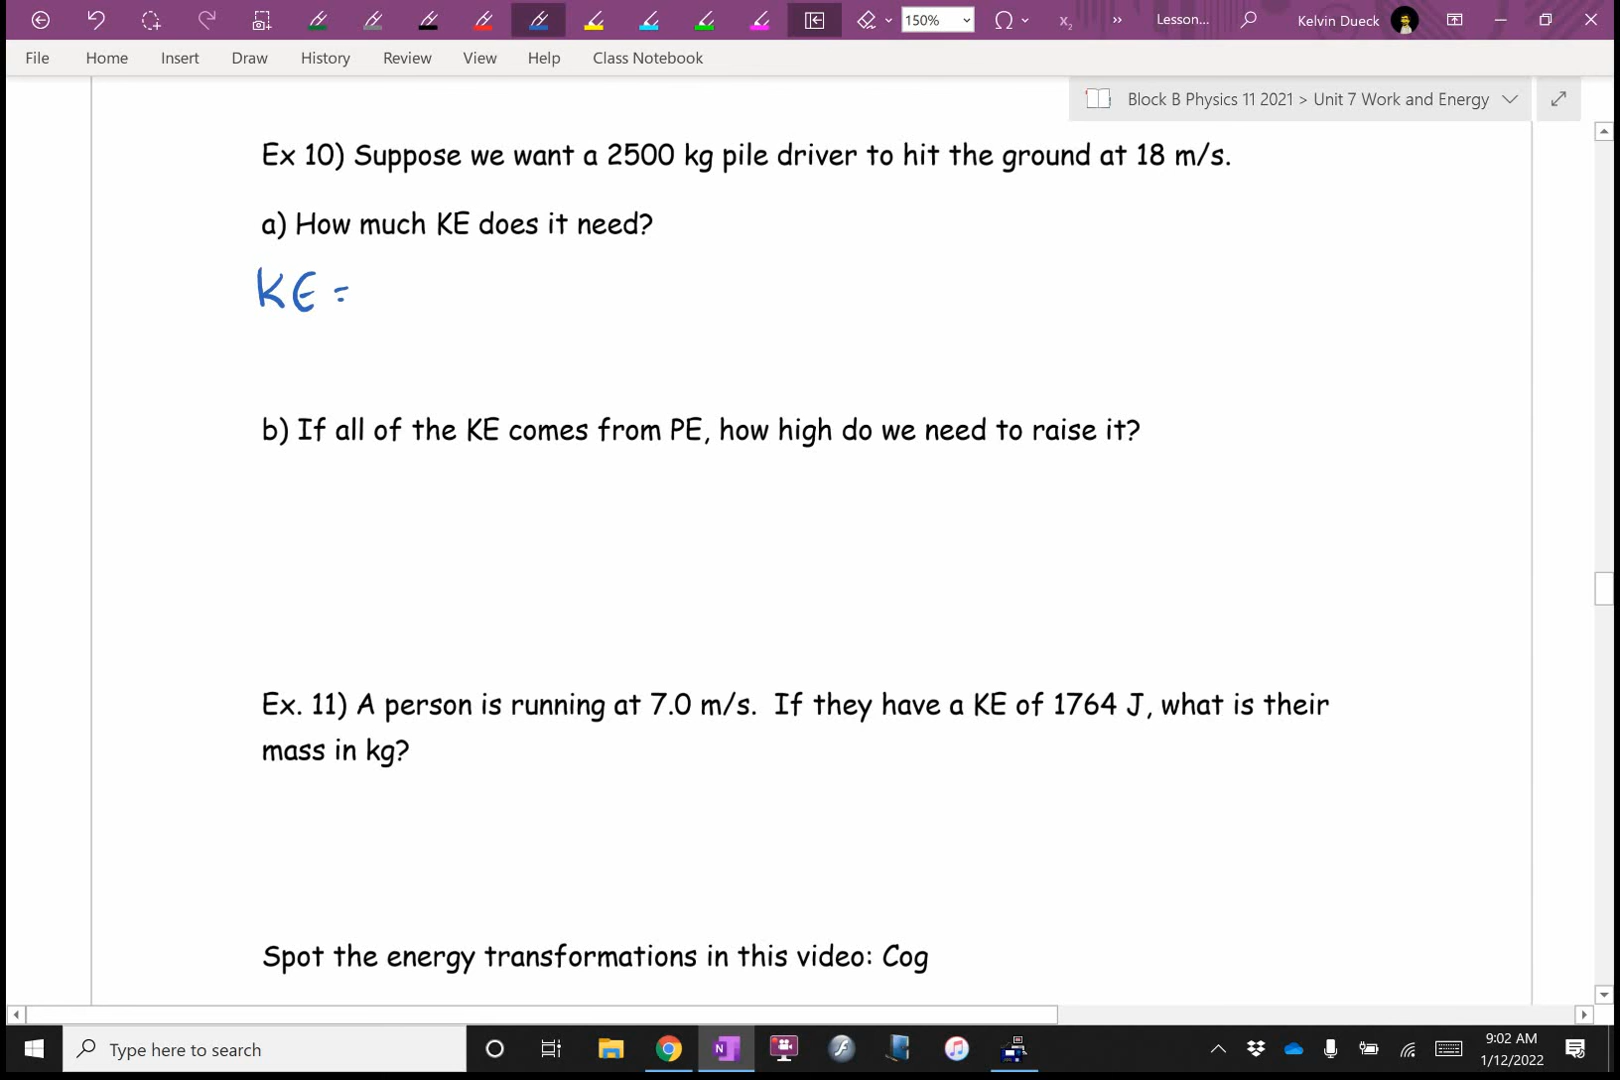 150%
Ω
x₂
»
Lesson...
Kelvin Dueck
File Home Insert Draw History Review View Help Class Notebook
Block B Physics 11 2021 > Unit 7 Work and Energy
Ex 10) Suppose we want a 2500 kg pile driver to hit the ground at 18 m/s.
a) How much KE does it need?
KE =
b) If all of the KE comes from PE, how high do we need to raise it?
Ex. 11) A person is running at 7.0 m/s. If they have a KE of 1764 J, what is their
mass in kg?
Spot the energy transformations in this video: Cog
Type here to search
N
9:02 AM
1/12/2022